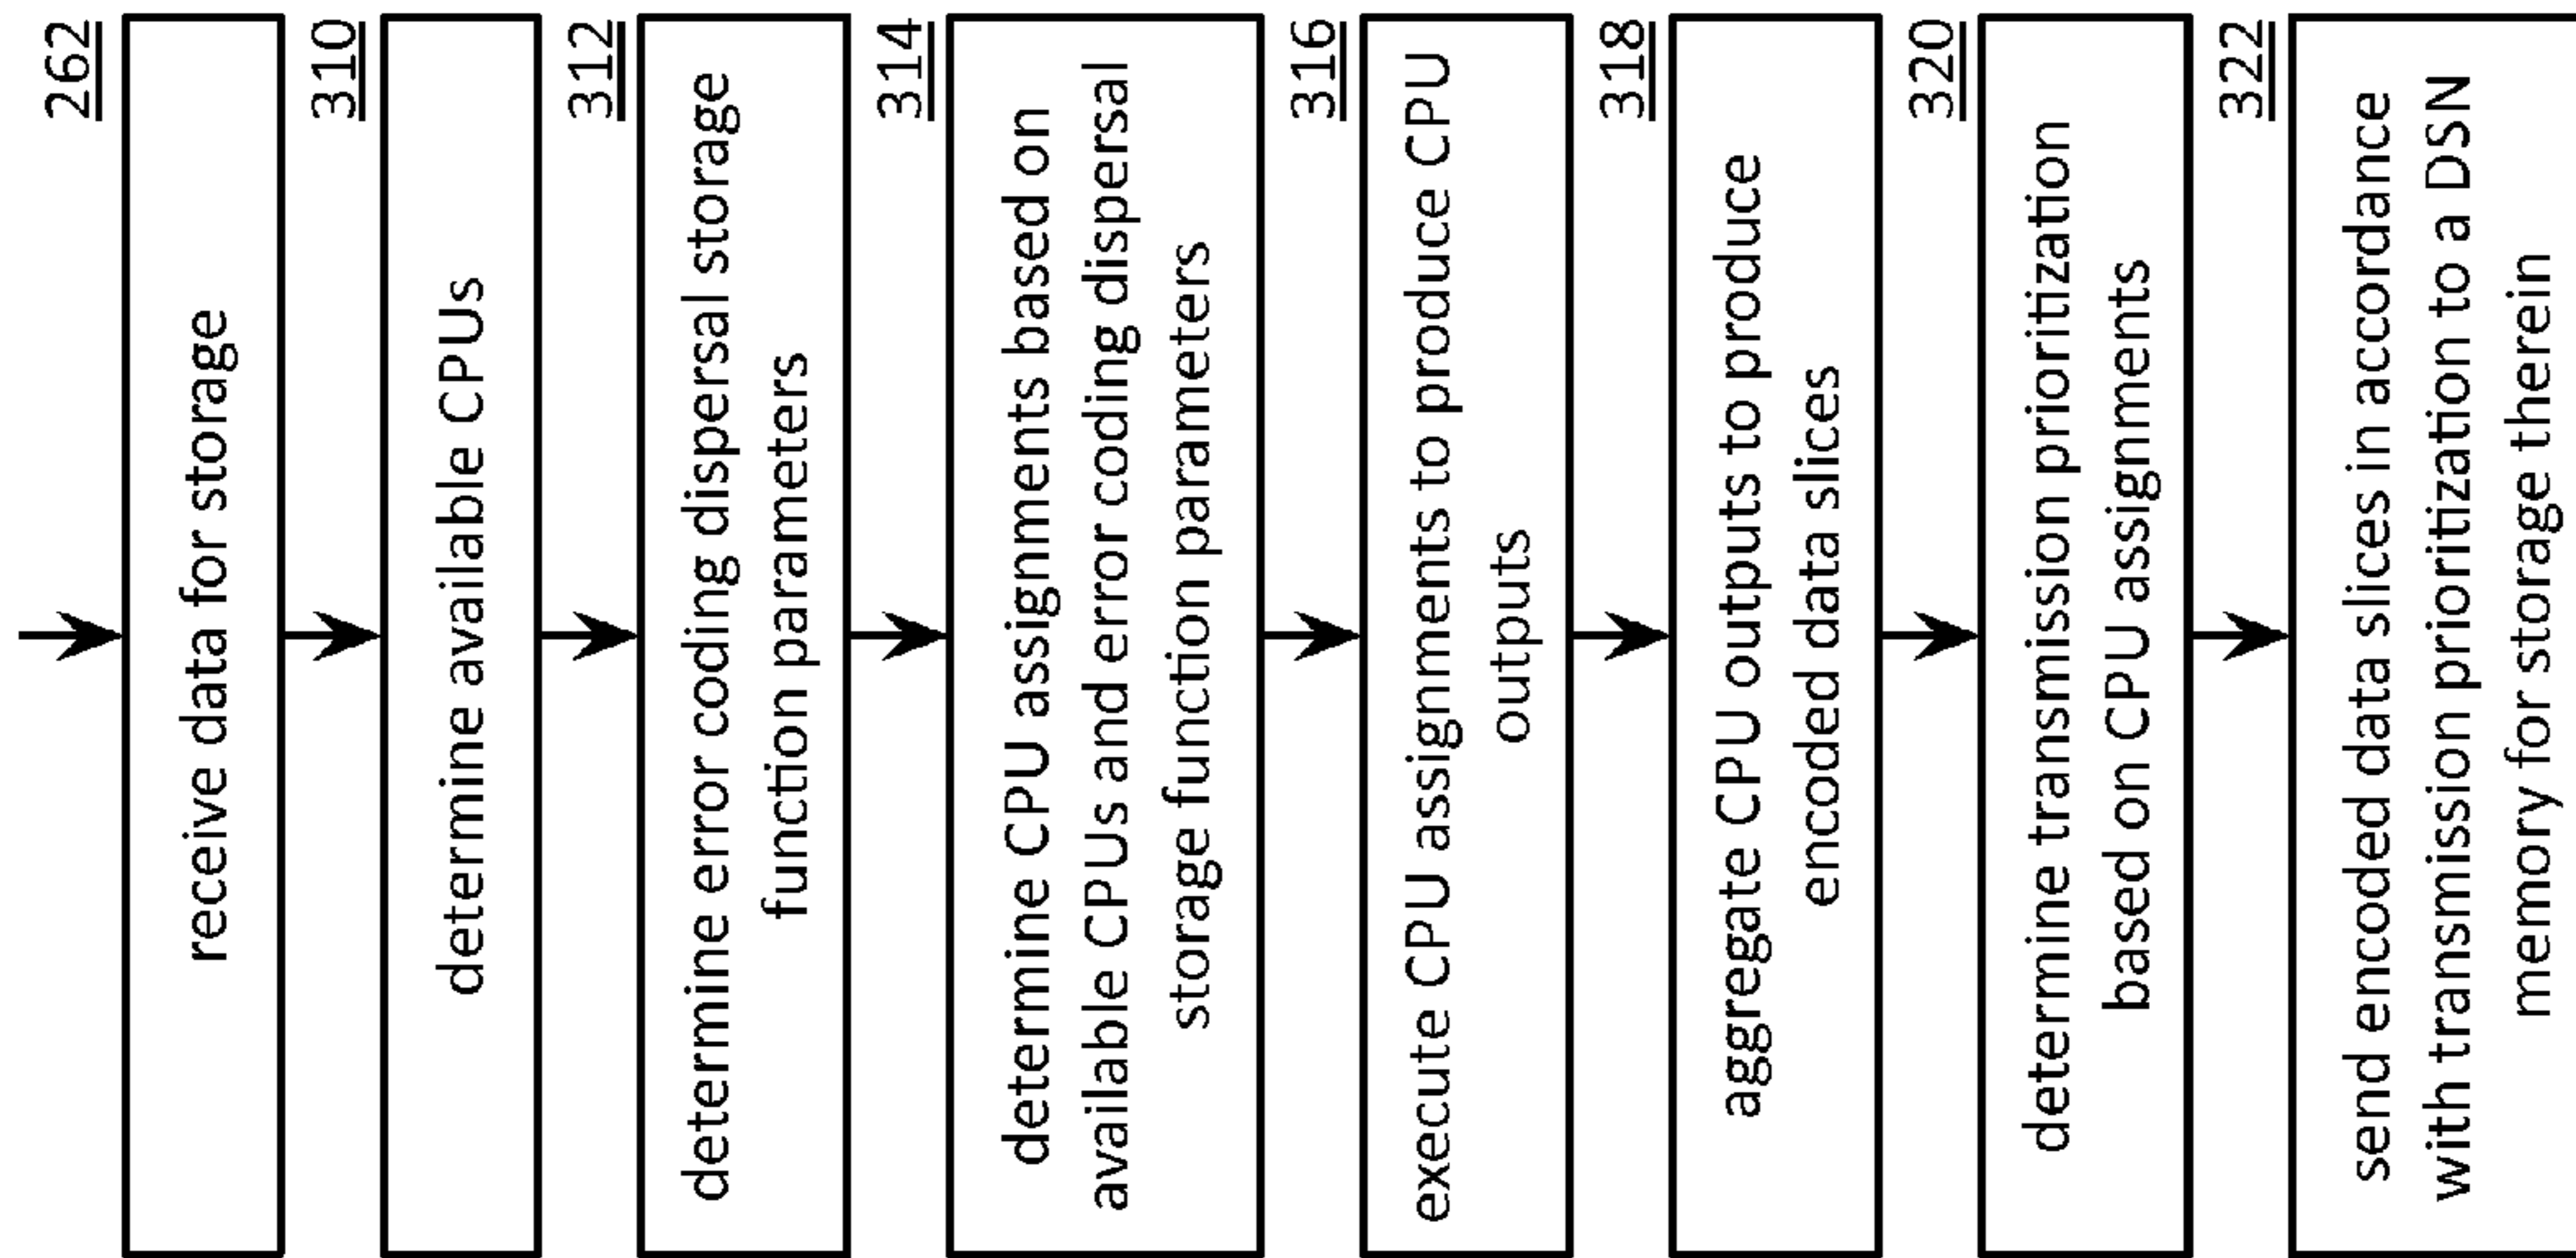 262
receive data for storage
310
determine available CPUs
312
determine error coding dispersal storage
function parameters
314
determine CPU assignments based on
available CPUs and error coding dispersal
storage function parameters
316
execute CPU assignments to produce CPU
outputs
318
aggregate CPU outputs to produce
encoded data slices
320
determine transmission prioritization
based on CPU assignments
322
send encoded data slices in accordance
with transmission prioritization to a DSN
memory for storage therein